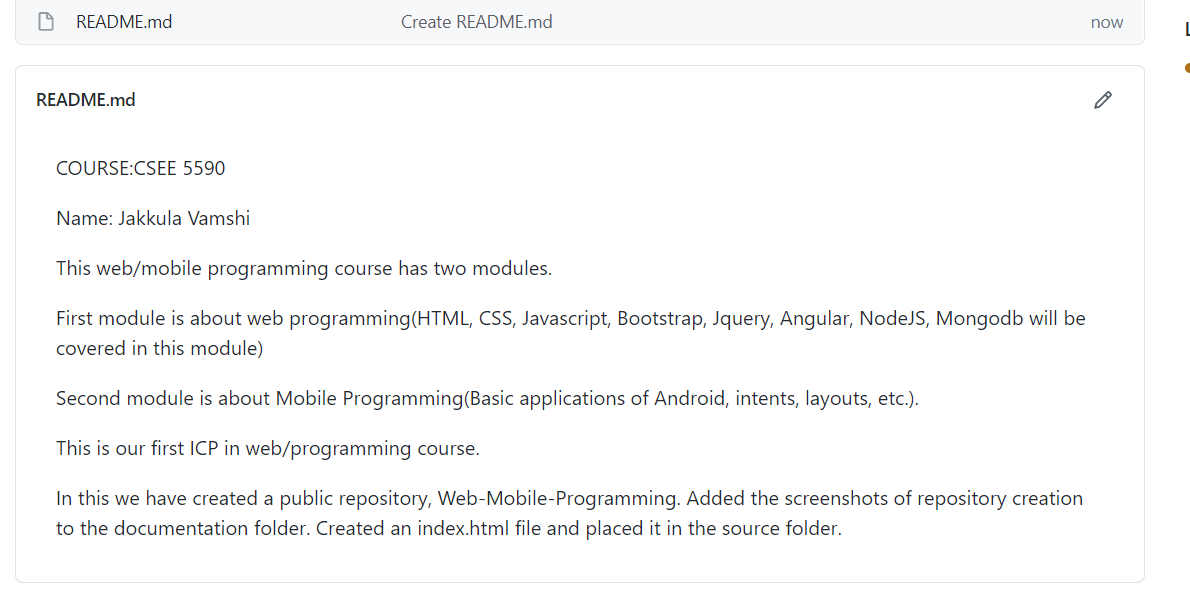 README.md Create README.md now
README.md
COURSE:CSEE 5590
Name: Jakkula Vamshi
This web/mobile programming course has two modules.
First module is about web programming(HTML, CSS, Javascript, Bootstrap, Jquery, Angular, NodeJS, Mongodb will be
covered in this module)
Second module is about Mobile Programming(Basic applications of Android, intents, layouts, etc.).
This is our first ICP in web/programming course.
In this we have created a public repository, Web-Mobile-Programming. Added the screenshots of repository creation
to the documentation folder. Created an index.html file and placed it in the source folder.